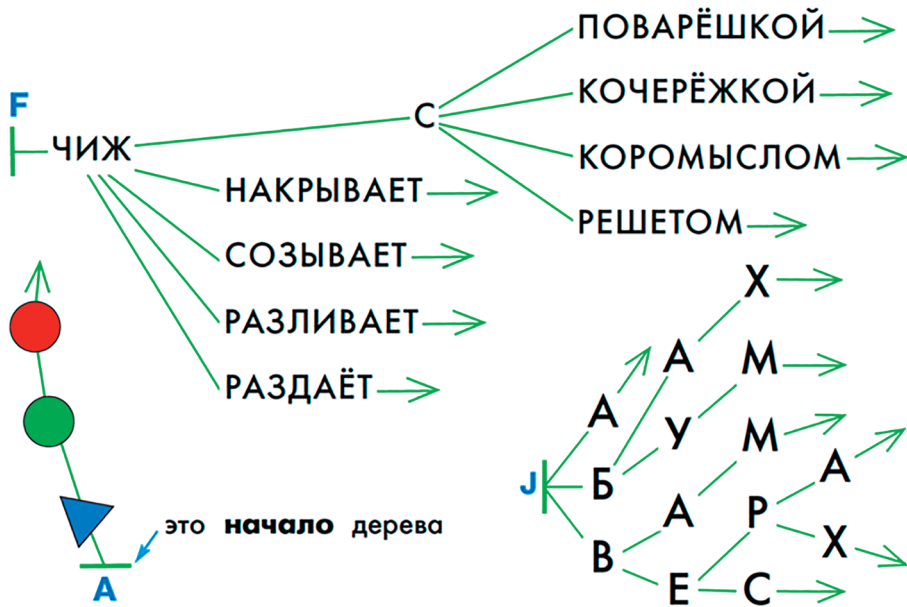 ПОВАРЁШКОЙ
КОЧЕРЁЖКОЙ
F
С
ЧИЖ
КОРОМЫСЛОМ
НАКРЫВАЕТ
РЕШЕТОМ
СОЗЫВАЕТ
Х
РАЗЛИВАЕТ
А М
РАЗДАЁТ
А У М
J Б А Р А
это начало дерева
В Х
A Е С